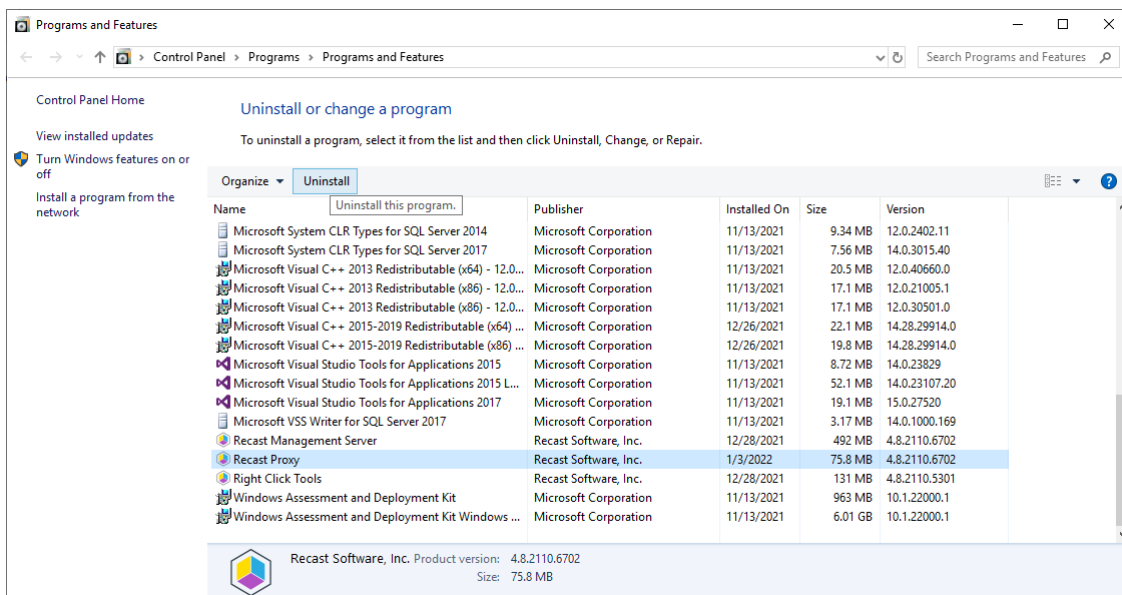 Programs and Features
Control Panel > Programs > Programs and Features
Search Programs and Features
Control Panel Home
View installed updates
Turn Windows features on or
off
Install a program from the
network
Uninstall or change a program
To uninstall a program, select it from the list and then click Uninstall, Change, or Repair.
Organize Uninstall
Uninstall this program.
Name Publisher Installed On Size Version
Microsoft System CLR Types for SQL Server 2014 Microsoft Corporation 11/13/2021 9.34 MB 12.0.2402.11
Microsoft System CLR Types for SQL Server 2017 Microsoft Corporation 11/13/2021 7.56 MB 14.0.3015.40
Microsoft Visual C++ 2013 Redistributable (x64) - 12.0... Microsoft Corporation 11/13/2021 20.5 MB 12.0.40660.0
Microsoft Visual C++ 2013 Redistributable (x86) - 12.0... Microsoft Corporation 11/13/2021 17.1 MB 12.0.21005.1
Microsoft Visual C++ 2013 Redistributable (x86) - 12.0... Microsoft Corporation 11/13/2021 17.1 MB 12.0.30501.0
Microsoft Visual C++ 2015-2019 Redistributable (x64) ... Microsoft Corporation 12/26/2021 22.1 MB 14.28.29914.0
Microsoft Visual C++ 2015-2019 Redistributable (x86) ... Microsoft Corporation 12/26/2021 19.8 MB 14.28.29914.0
Microsoft Visual Studio Tools for Applications 2015 Microsoft Corporation 11/13/2021 8.72 MB 14.0.23829
Microsoft Visual Studio Tools for Applications 2015 L... Microsoft Corporation 11/13/2021 52.1 MB 14.0.23107.20
Microsoft Visual Studio Tools for Applications 2017 Microsoft Corporation 11/13/2021 19.1 MB 15.0.27520
Microsoft VSS Writer for SQL Server 2017 Microsoft Corporation 11/13/2021 3.17 MB 14.0.1000.169
Recast Management Server Recast Software, Inc. 12/28/2021 492 MB 4.8.2110.6702
Recast Proxy Recast Software, Inc. 1/3/2022 75.8 MB 4.8.2110.6702
Right Click Tools Recast Software, Inc. 12/28/2021 131 MB 4.8.2110.5301
Windows Assessment and Deployment Kit Microsoft Corporation 11/13/2021 963 MB 10.1.22000.1
Windows Assessment and Deployment Kit Windows ... Microsoft Corporation 11/13/2021 6.01 GB 10.1.22000.1
Recast Software, Inc. Product version: 4.8.2110.6702
Size: 75.8 MB